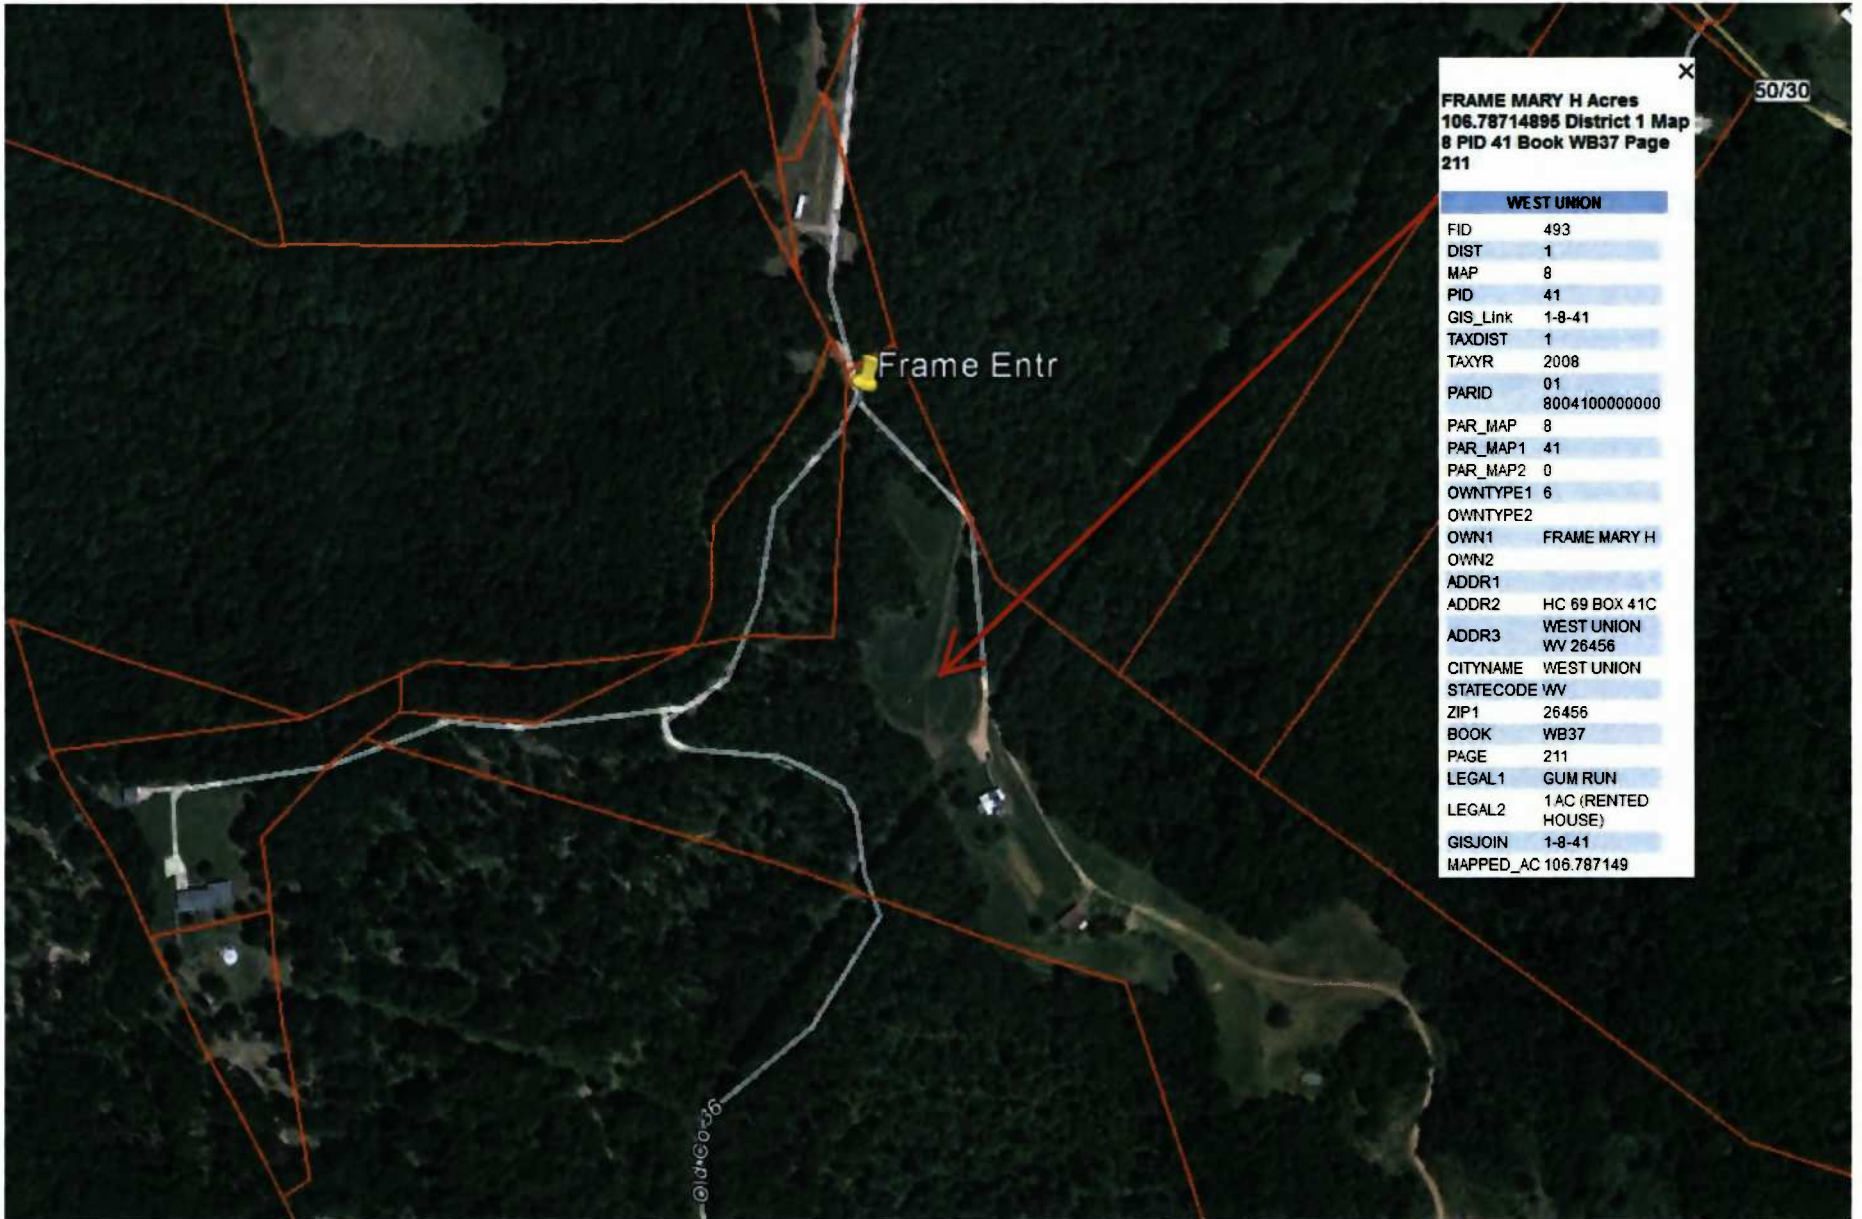 50/30
FRAME MARY H Acres
106.78714895 District 1 Map
8 PID 41 Book WB37 Page
211
WEST UNION
FID 493
DIST 1
MAP 8
PID 41
GIS_Link 1-8-41
TAXDIST 1
TAXYR 2008
PARID 01
8004100000000
PAR_MAP 8
PAR_MAP1 41
PAR_MAP2 0
OWNTYPE1 6
OWNTYPE2
OWN1 FRAME MARY H
OWN2
ADDR1
ADDR2 HC 69 BOX 41C
ADDR3 WEST UNION
WV 26456
CITYNAME WEST UNION
STATECODE WV
ZIP1 26456
BOOK WB37
PAGE 211
LEGAL1 GUM RUN
LEGAL2 1 AC (RENTED
HOUSE)
GISJOIN 1-8-41
MAPPED_AC 106.787149
Frame Entr
Old Co 36